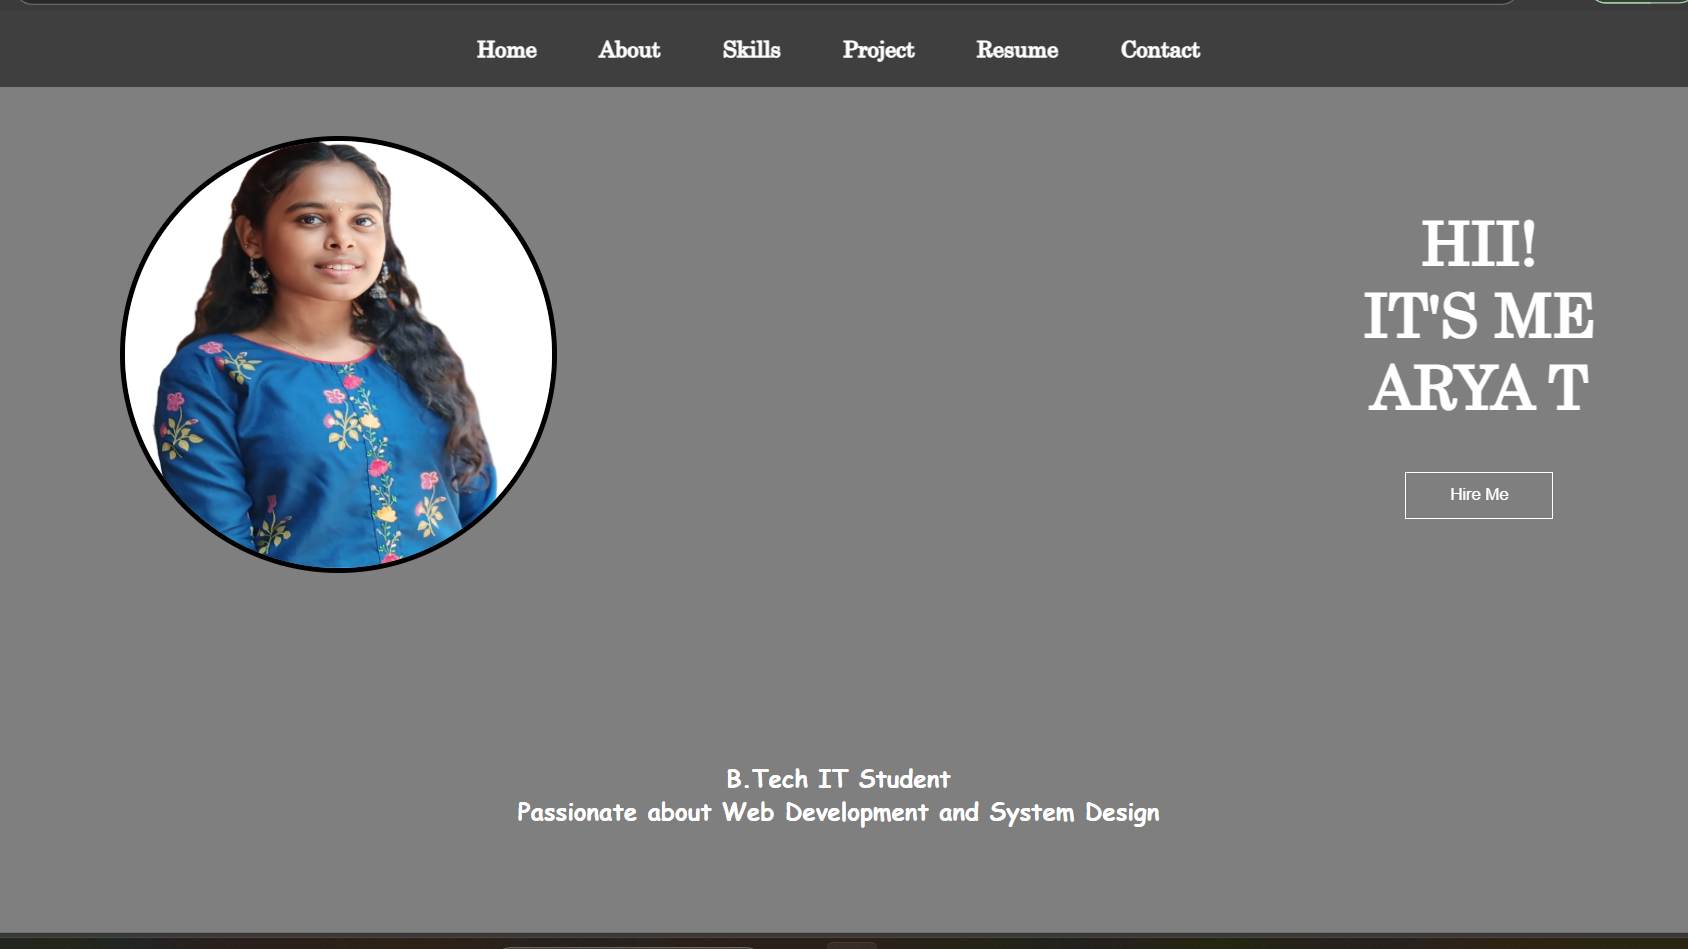 Home About Skills Project Resume Contact
HII!
IT'S ME
ARYA T
Hire Me
B.Tech IT Student
Passionate about Web Development and System Design